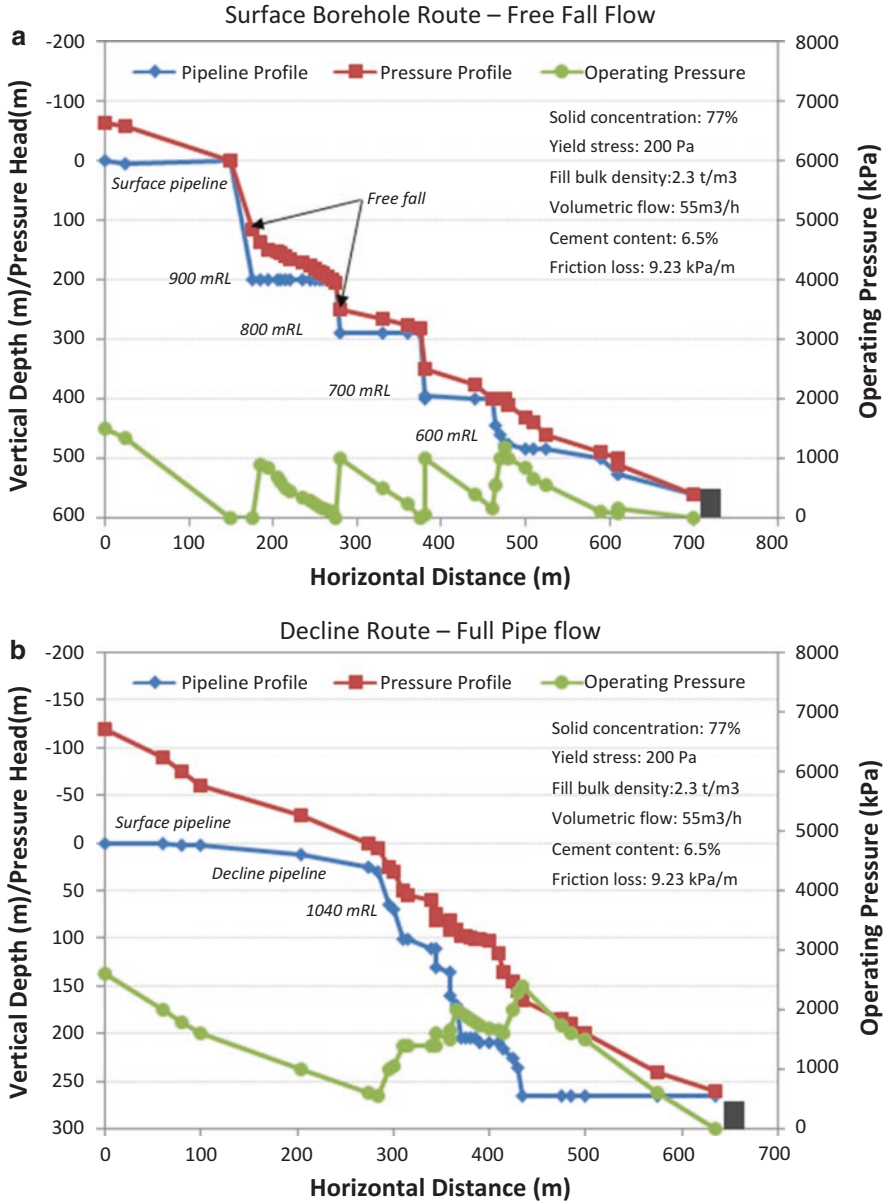 a
Surface Borehole Route – Free Fall Flow
-200
-100
0
100
200
300
400
500
600
Vertical Depth (m)/Pressure Head(m)
8000
7000
6000
5000
4000
3000
2000
1000
0
Operating Pressure (kPa)
Pipeline Profile
Pressure Profile
Operating Pressure
Solid concentration: 77%
Yield stress: 200 Pa
Fill bulk density:2.3 t/m3
Volumetric flow: 55m3/h
Cement content: 6.5%
Friction loss: 9.23 kPa/m
Surface pipeline
Free fall
900 mRL
800 mRL
700 mRL
600 mRL
0 100 200 300 400 500 600 700 800
Horizontal Distance (m)
b
Decline Route – Full Pipe flow
-200
-150
-100
-50
0
50
100
150
200
250
300
Vertical Depth (m)/Pressure Head(m)
8000
7000
6000
5000
4000
3000
2000
1000
0
Operating Pressure (kPa)
Pipeline Profile
Pressure Profile
Operating Pressure
Solid concentration: 77%
Yield stress: 200 Pa
Fill bulk density:2.3 t/m3
Volumetric flow: 55m3/h
Cement content: 6.5%
Friction loss: 9.23 kPa/m
Surface pipeline
Decline pipeline
1040 mRL
0 100 200 300 400 500 600 700
Horizontal Distance (m)